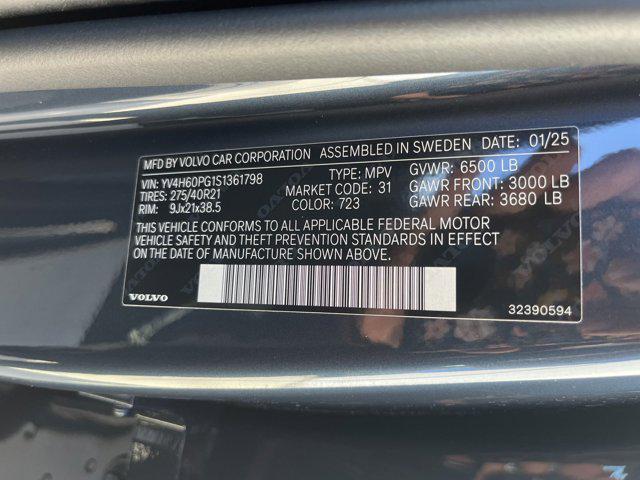 MFD BY VOLVO CAR CORPORATION ASSEMBLED IN SWEDEN DATE: 01/25
VIN: YV4H60PG1S1361798 TYPE: MPV GVWR: 6500 LB
TIRES: 275/40R21 MARKET CODE: 31 GAWR FRONT: 3000 LB
RIM: 9Jx21x38.5 COLOR: 723 GAWR REAR: 3680 LB
THIS VEHICLE CONFORMS TO ALL APPLICABLE FEDERAL MOTOR
VEHICLE SAFETY AND THEFT PREVENTION STANDARDS IN EFFECT
ON DATE OF MANUFACTURE SHOWN ABOVE.
VOLVO 32390594